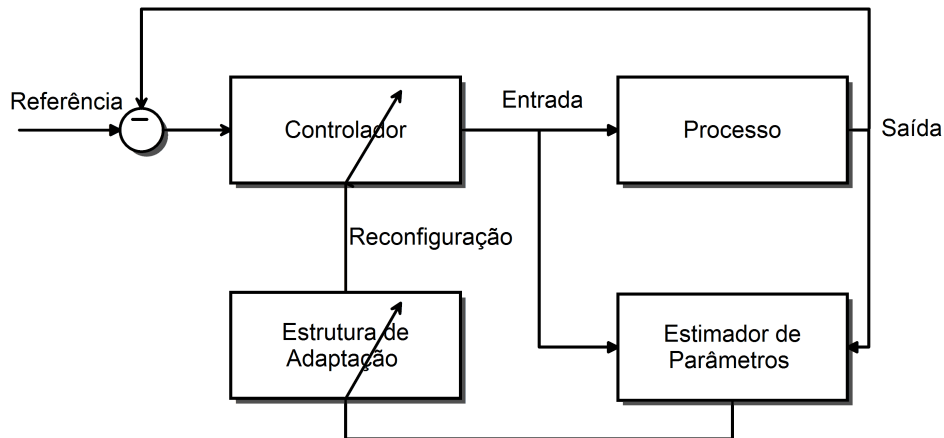 Referência
Controlador
Entrada
Processo
Saída
Reconfiguração
Estrutura de
Adaptação
Estimador de
Parâmetros